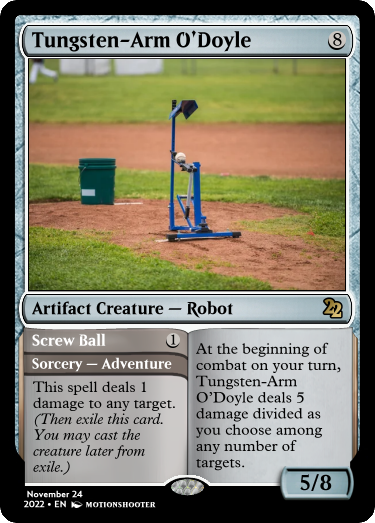 Tungsten-Arm O'Doyle
8
Artifact Creature — Robot
22
Screw Ball
1
Sorcery — Adventure
This spell deals 1
damage to any target.
(Then exile this card.
You may cast the
creature later from
exile.)
At the beginning of
combat on your turn,
Tungsten-Arm
O'Doyle deals 5
damage divided as
you choose among
any number of
targets.
5/8
November 24
2022 • EN MOTIONSHOOTER